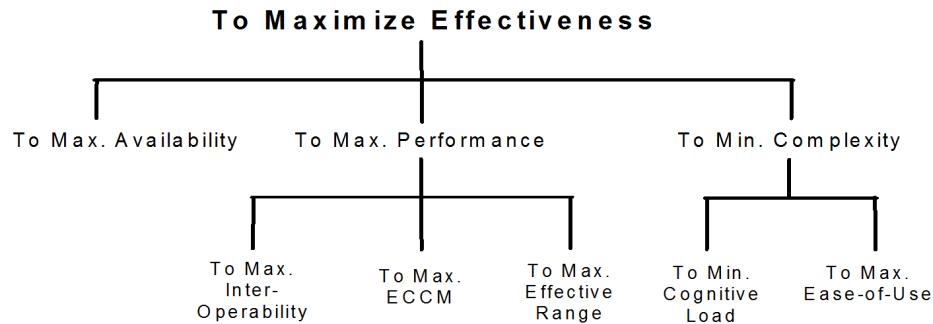 To Maximize Effectiveness
To Max. Availability
To Max. Performance
To Min. Complexity
To Max.
Inter-
Operability
To Max.
ECCM
To Max.
Effective
Range
To Min.
Cognitive
Load
To Max.
Ease-of-Use